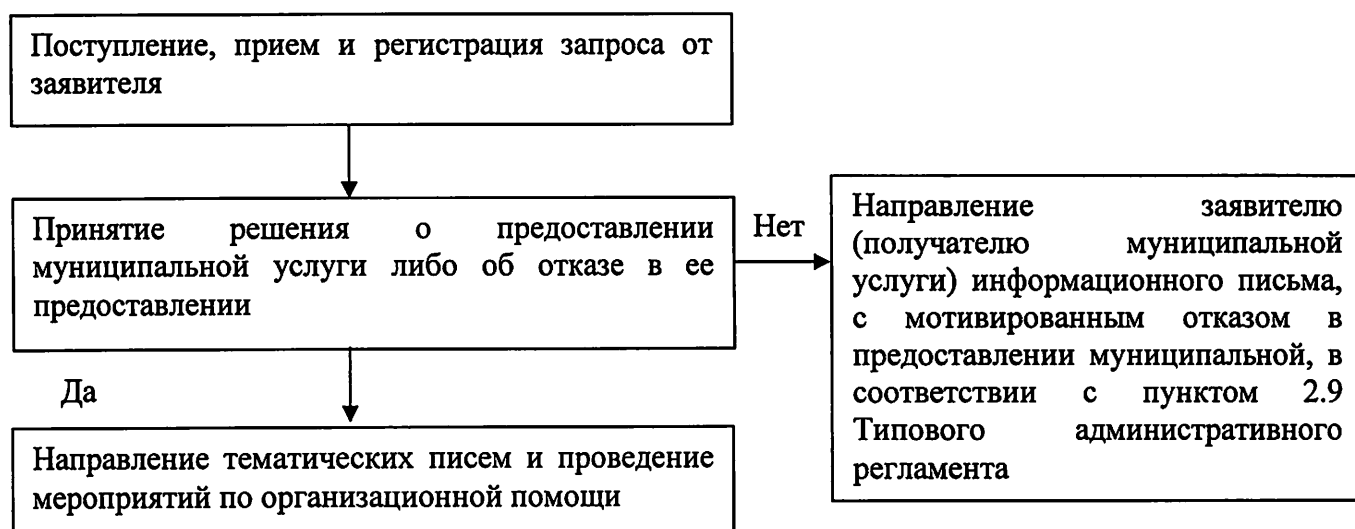 Поступление, прием и регистрация запроса от
заявителя
Принятие решения о предоставлении
муниципальной услуги либо об отказе в ее
предоставлении
Нет
Направление заявителю
(получателю муниципальной
услуги) информационного письма,
с мотивированным отказом в
предоставлении муниципальной, в
соответствии с пунктом 2.9
Типового административного
регламента
Да
Направление тематических писем и проведение
мероприятий по организационной помощи